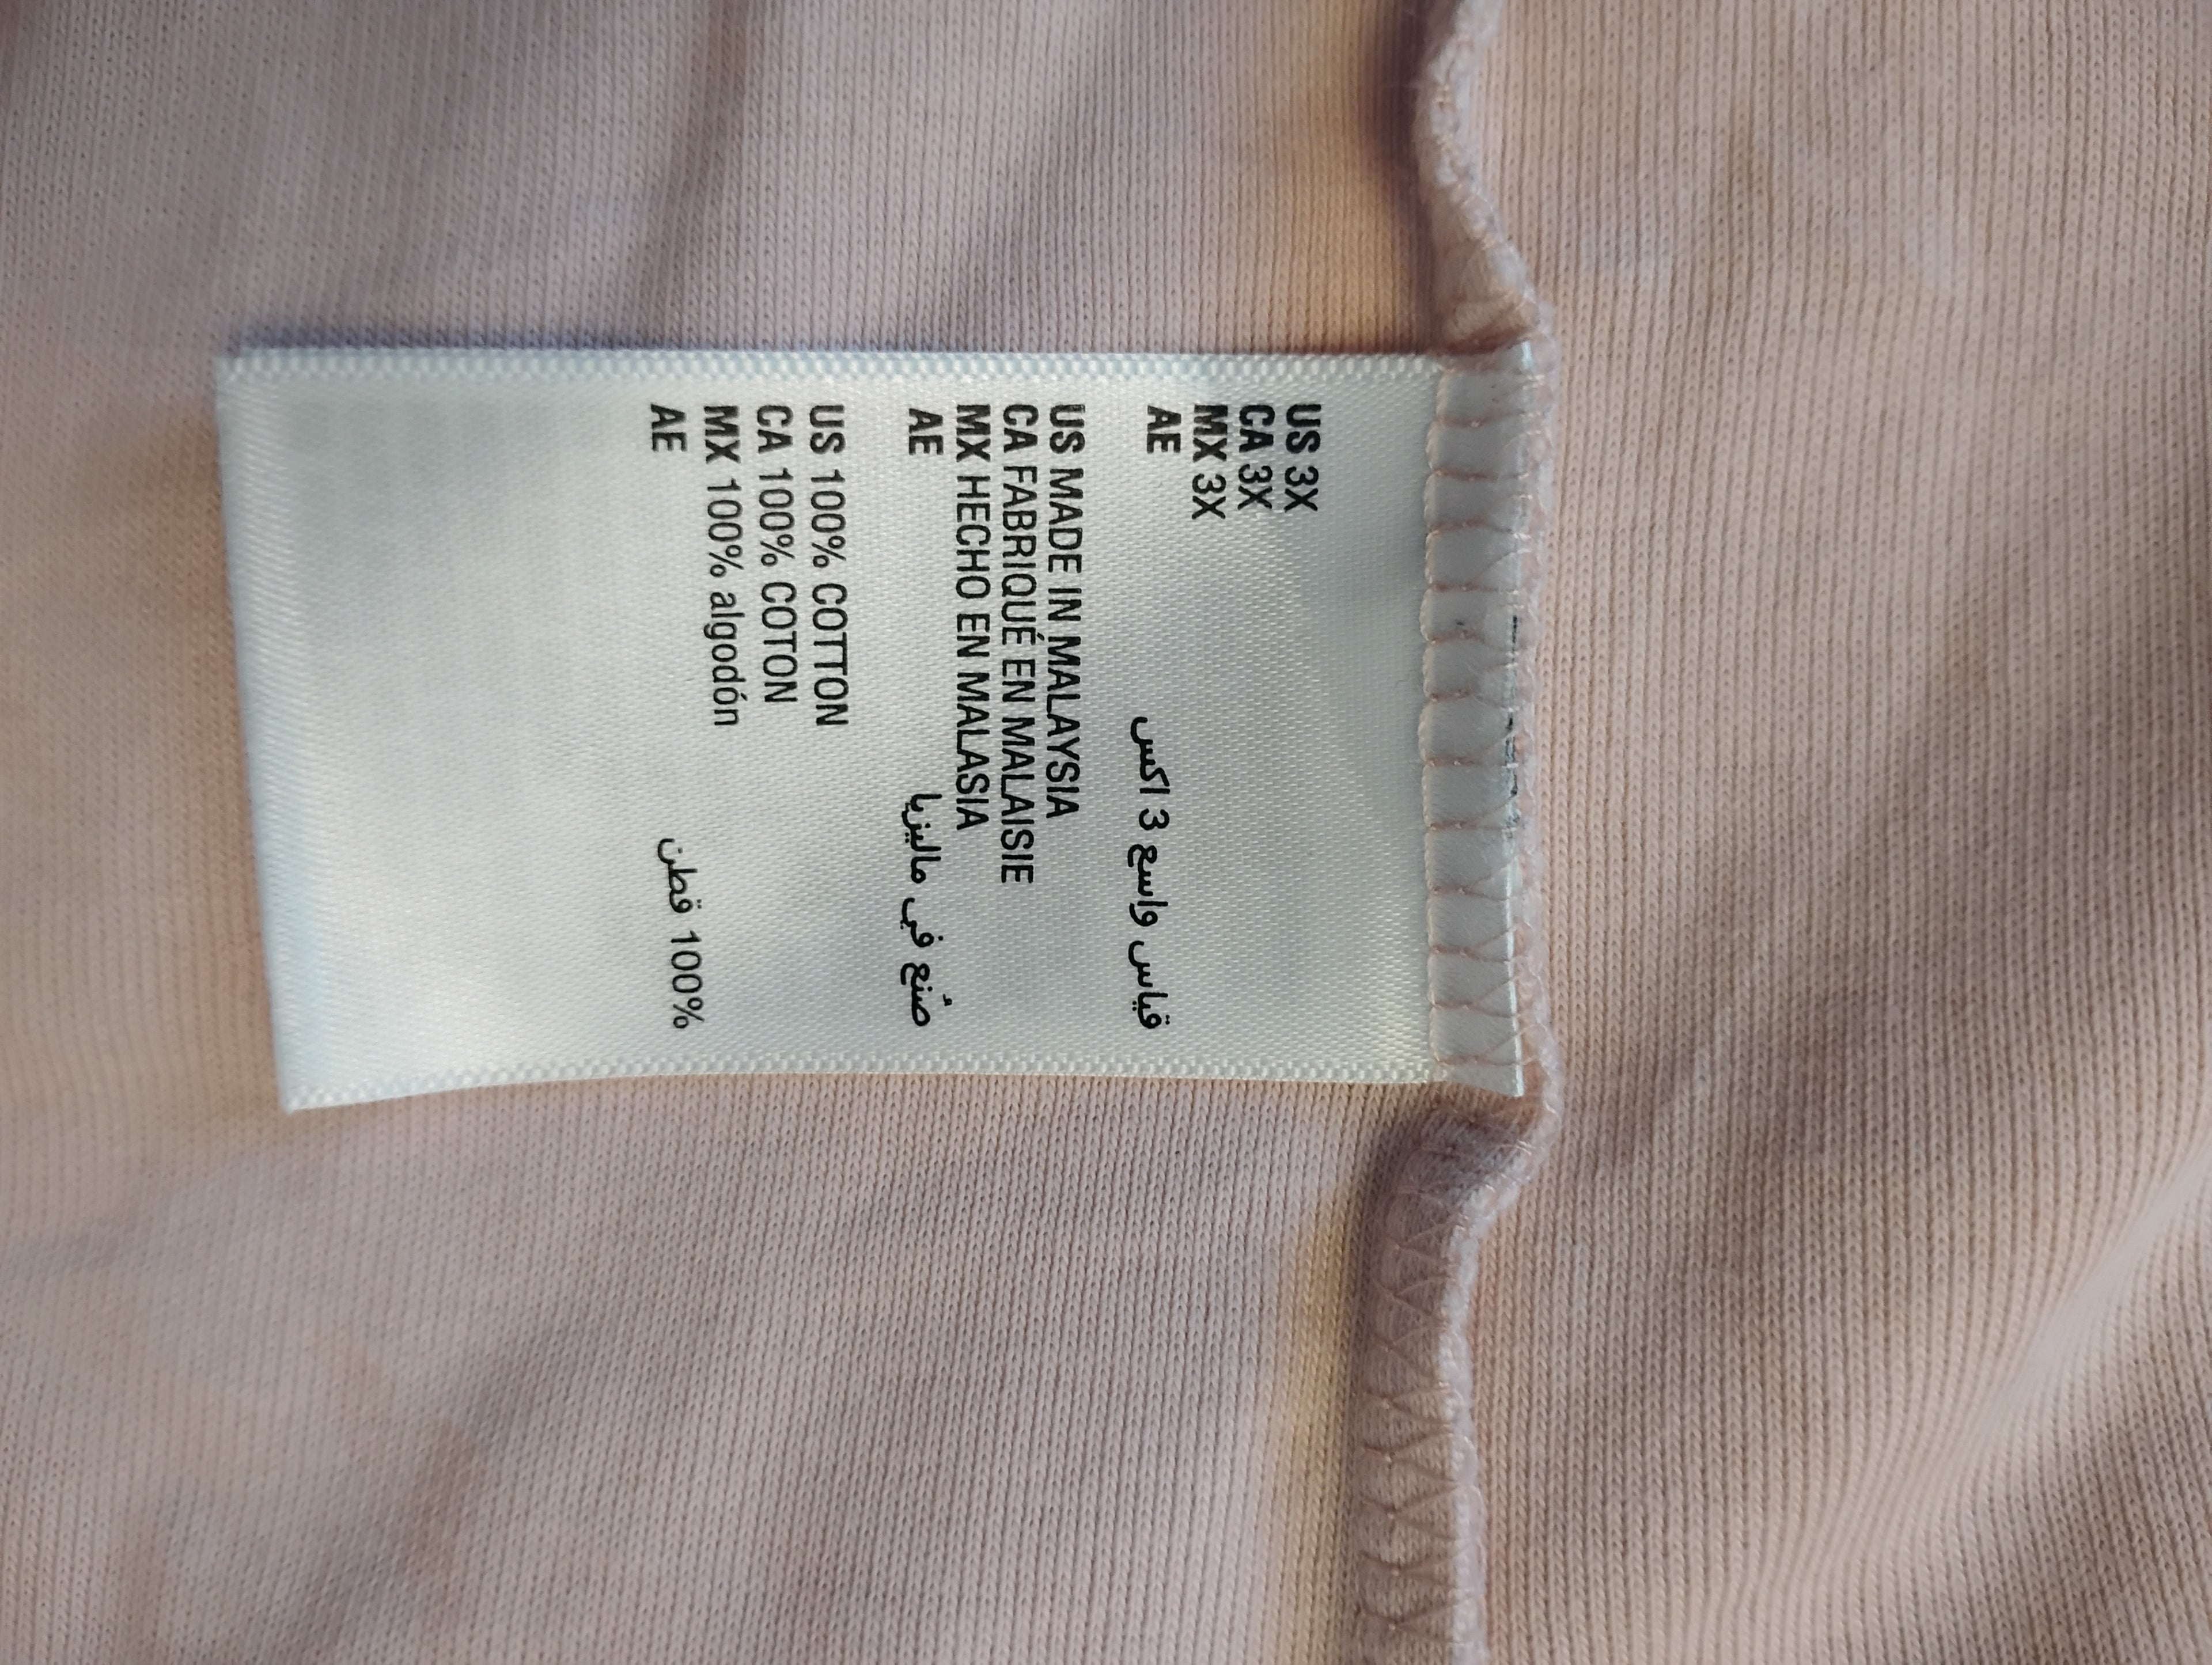 US 3X
CA 3X
MX 3X
AE قياس واسع 3 اكس
US MADE IN MALAYSIA
CA FABRIQUÉ EN MALAISIE
MX HECHO EN MALASIA
AE صُنع في ماليزيا
US 100% COTTON
CA 100% COTON
MX 100% algodón
AE 100% قطن